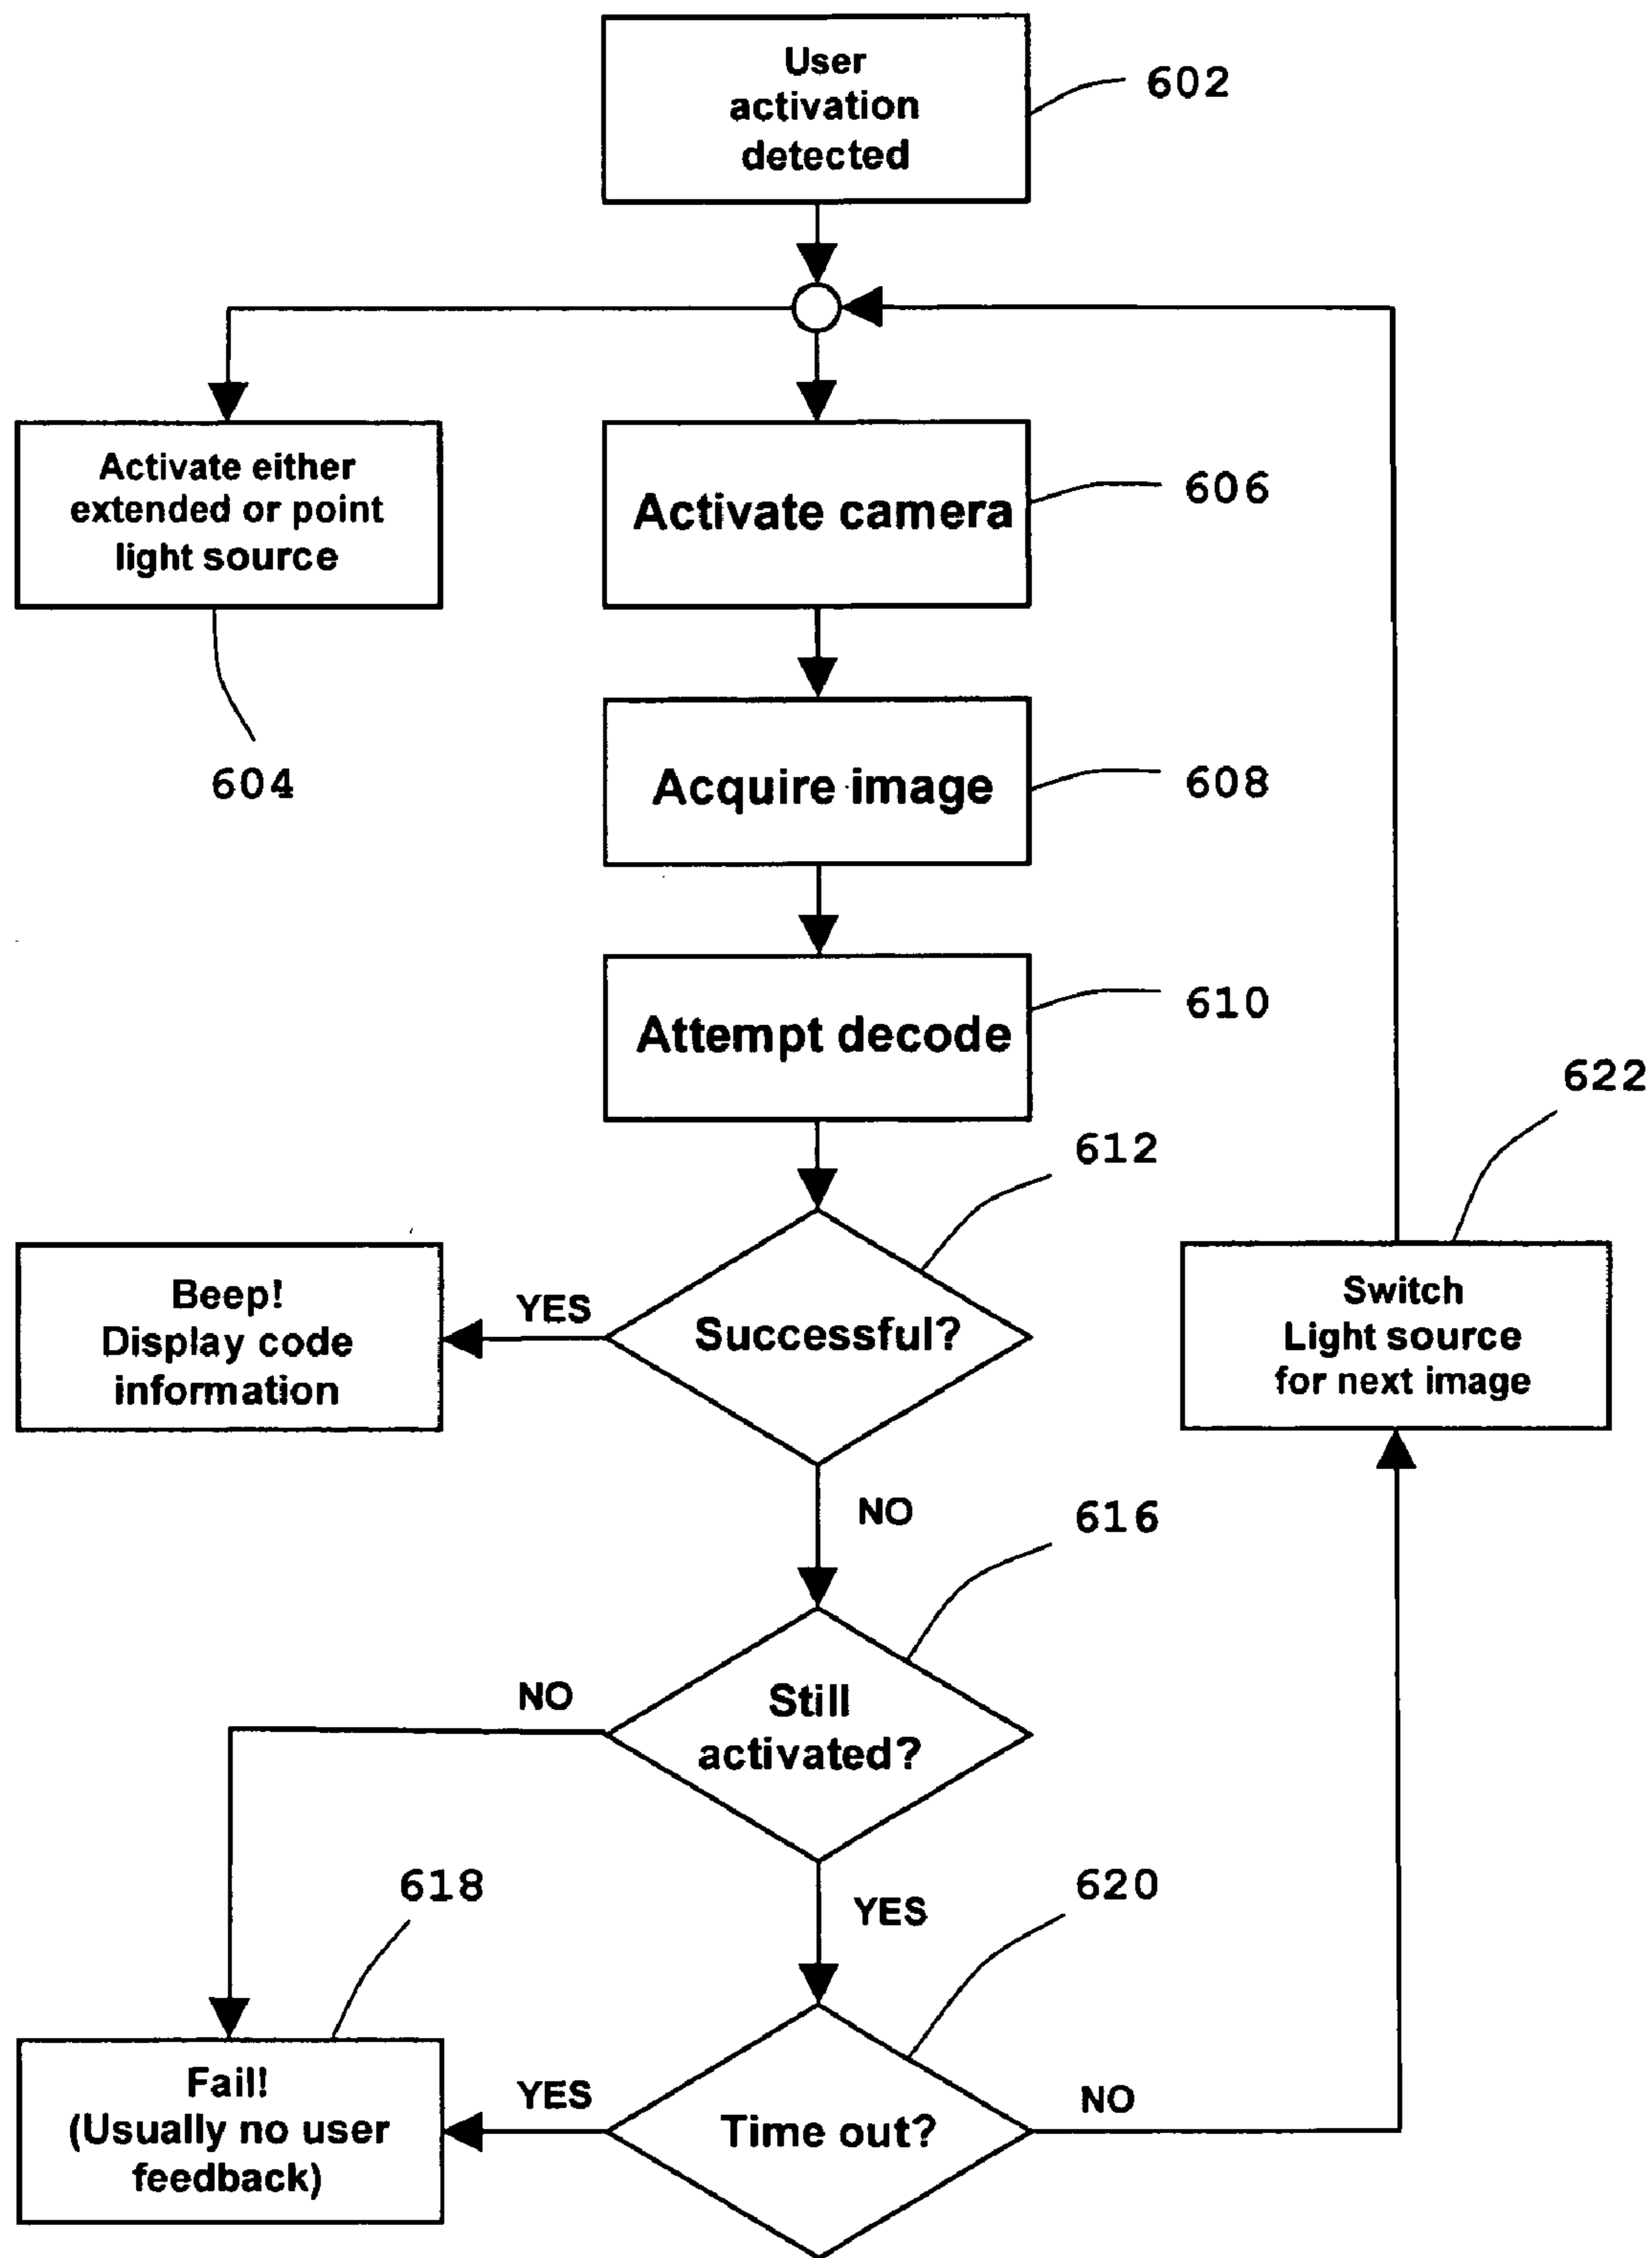 User
activation
detected
602
Activate either
extended or point
light source
604
Activate camera
606
Acquire image
608
Attempt decode
610
612
Successful?
YES
Beep!
Display code
information
622
Switch
Light source
for next image
NO
616
Still
activated?
NO
YES
618
620
Fail!
(Usually no user
feedback)
YES
Time out?
NO